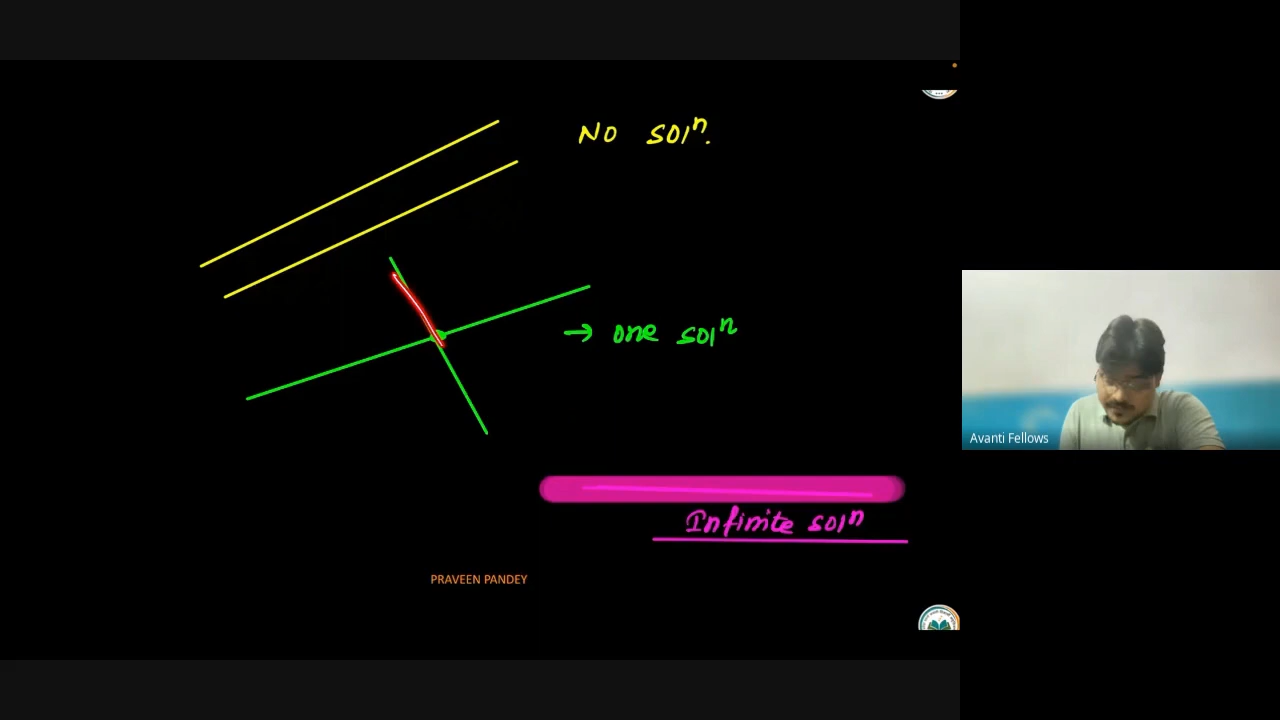 No solⁿ.
→ one solⁿ
Infinite solⁿ
PRAVEEN PANDEY
Avanti Fellows